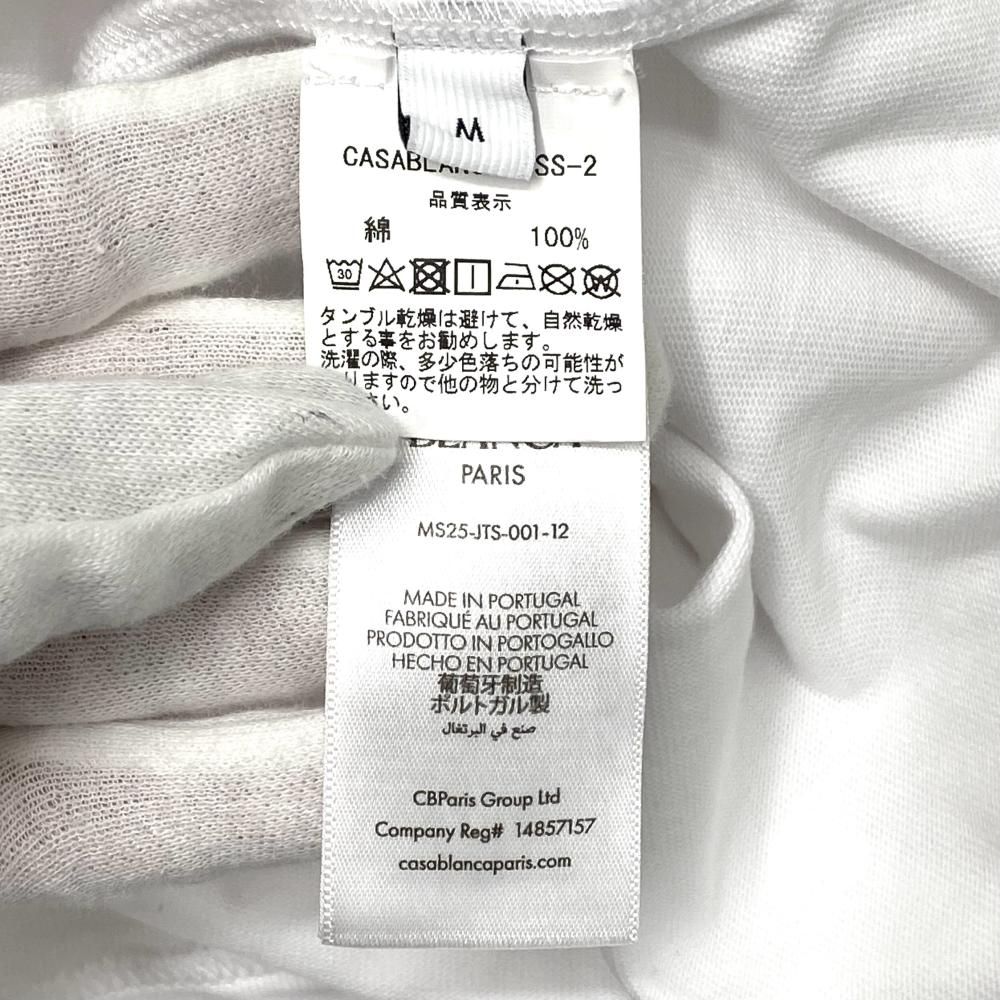 M
SS-2
品質表示
綿 100%
30
W
タンブル乾燥は避けて、自然乾燥
とする事をお勧めします。
洗濯の際、多少色落ちの可能性が
りますので他の物と分けて洗っ
い。
PARIS
MS25-JTS-001-12
MADE IN PORTUGAL
FABRIQUÉ AU PORTUGAL
PRODOTTO IN PORTOGALLO
HECHO EN PORTUGAL
葡萄牙制造
ポルトガル製
صنع في البرتغال
CBParis Group Ltd
Company Reg# 14857157
casablancaparis.com